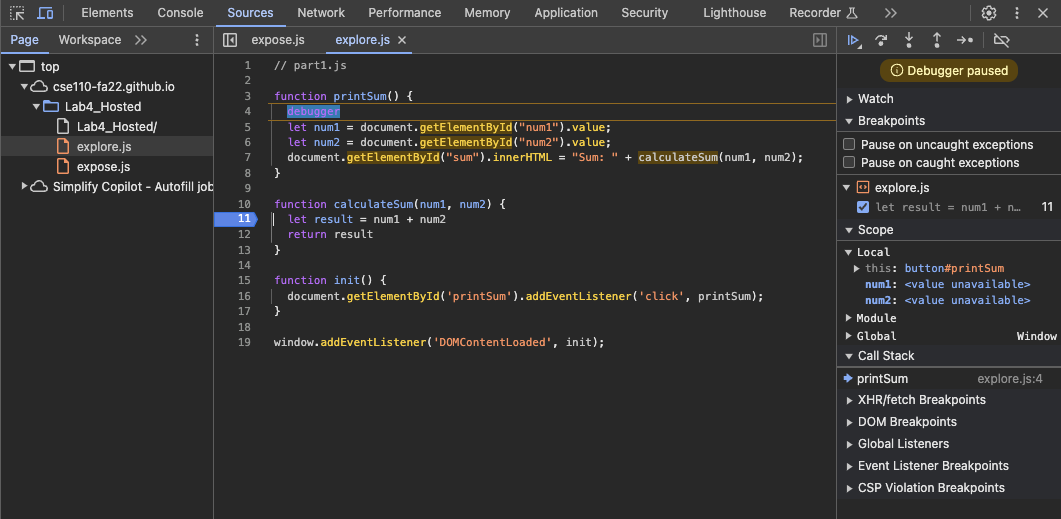 Elements Console Sources Network Performance Memory Application Security Lighthouse Recorder
Page Workspace
expose.js explore.js
Debugger paused
top
cse110-fa22.github.io
Lab4_Hosted
Lab4_Hosted/
explore.js
expose.js
Simplify Copilot - Autofill job
1 // part1.js
2
3 function printSum() {
4 debugger
5 let num1 = document.getElementById("num1").value;
6 let num2 = document.getElementById("num2").value;
7 document.getElementById("sum").innerHTML = "Sum: " + calculateSum(num1, num2);
8 }
9
10 function calculateSum(num1, num2) {
11 let result = num1 + num2
12 return result
13 }
14
15 function init() {
16 document.getElementById('printSum').addEventListener('click', printSum);
17 }
18
19 window.addEventListener('DOMContentLoaded', init);
Watch
Breakpoints
Pause on uncaught exceptions
Pause on caught exceptions
explore.js
let result = num1 + n… 11
Scope
Local
this: button#printSum
num1: <value unavailable>
num2: <value unavailable>
Module
Global Window
Call Stack
printSum explore.js:4
XHR/fetch Breakpoints
DOM Breakpoints
Global Listeners
Event Listener Breakpoints
CSP Violation Breakpoints